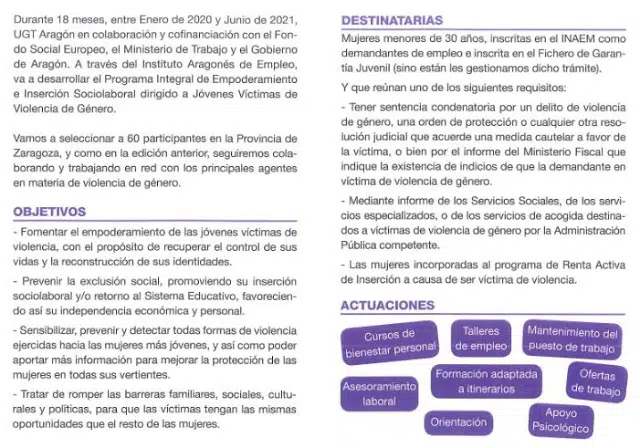 Durante 18 meses, entre Enero de 2020 y Junio de 2021,
UGT Aragón en colaboración y cofinanciación con el Fon-
do Social Europeo, el Ministerio de Trabajo y el Gobierno
de Aragón. A través del Instituto Aragonés de Empleo,
va a desarrollar el Programa Integral de Empoderamiento
e Inserción Sociolaboral dirigido a Jóvenes Víctimas de
Violencia de Género.
Vamos a seleccionar a 60 participantes en la Provincia de
Zaragoza, y como en la edición anterior, seguiremos cola-
borando y trabajando en red con los principales agentes
en materia de violencia de género.
OBJETIVOS
- Fomentar el empoderamiento de las jóvenes víctimas de
violencia, con el propósito de recuperar el control de sus
vidas y la reconstrucción de sus identidades.
- Prevenir la exclusión social, promoviendo su inserción
sociolaboral y/o retorno al Sistema Educativo, favorecien-
do así su independencia económica y personal.
- Sensibilizar, prevenir y detectar todas formas de violencia
ejercidas hacia las mujeres más jóvenes, y así como poder
aportar más información para mejorar la protección de las
mujeres en todas sus vertientes.
- Tratar de romper las barreras familiares, sociales, cultu-
rales y políticas, para que las víctimas tengan las mismas
oportunidades que el resto de las mujeres.
DESTINATARIAS
Mujeres menores de 30 años, inscritas en el INAEM como
demandantes de empleo e inscrita en el Fichero de Garan-
tía Juvenil (sino están les gestionamos dicho trámite).
Y que reúnan uno de los siguientes requisitos:
- Tener sentencia condenatoria por un delito de violencia
de género, una orden de protección o cualquier otra reso-
lución judicial que acuerde una medida cautelar a favor de
la víctima, o bien por el informe del Ministerio Fiscal que
indique la existencia de indicios de que la demandante en
víctima de violencia de género.
- Mediante informe de los Servicios Sociales, de los servi-
cios especializados, o de los servicios de acogida destina-
dos a víctimas de violencia de género por la Administración
Pública competente.
- Las mujeres incorporadas al programa de Renta Activa
de Inserción a causa de ser víctima de violencia.
ACTUACIONES
Cursos de
bienestar personal
Talleres
de empleo
Mantenimiento del
puesto de trabajo
Asesoramiento
laboral
Formación adaptada
a itinerarios
Ofertas
de trabajo
Orientación
Apoyo
Psicológico